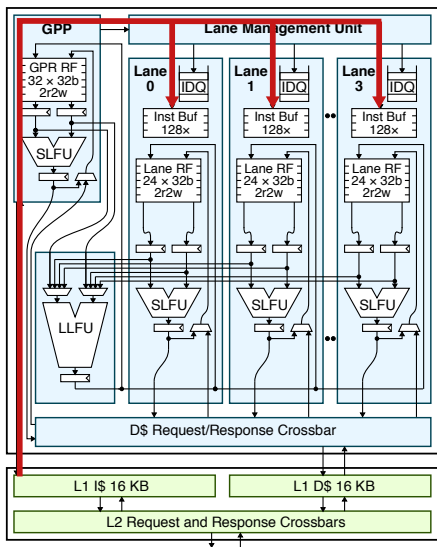 GPP
Lane Management Unit
GPR RF
32 × 32b
2r2w
SLFU
Lane
0
IDQ
Inst Buf
128×
Lane RF
24 × 32b
2r2w
SLFU
Lane
1
IDQ
Inst Buf
128×
Lane RF
24 × 32b
2r2w
SLFU
Lane
3
IDQ
Inst Buf
128×
Lane RF
24 × 32b
2r2w
SLFU
LLFU
D$ Request/Response Crossbar
L1 I$ 16 KB
L1 D$ 16 KB
L2 Request and Response Crossbars